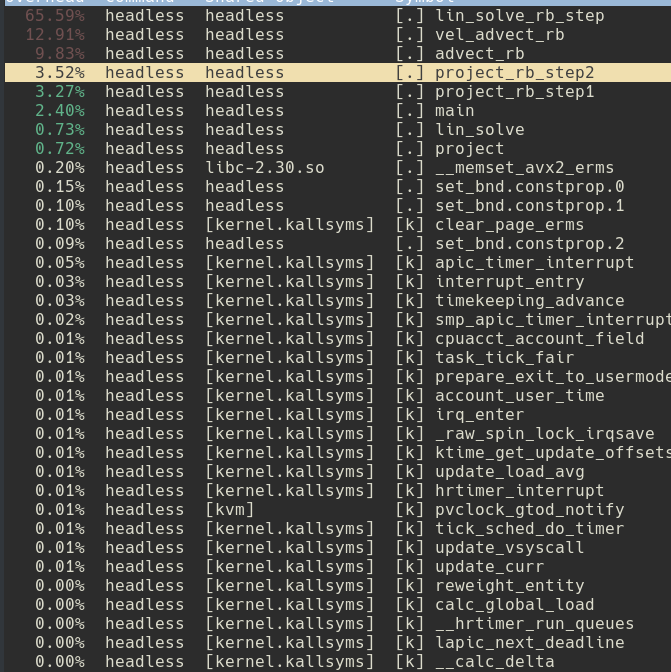 Overhead  Command  Shared Object  Symbol
65.59%  headless  headless  [.] lin_solve_rb_step
12.91%  headless  headless  [.] vel_advect_rb
9.83%  headless  headless  [.] advect_rb
3.52%  headless  headless  [.] project_rb_step2
3.27%  headless  headless  [.] project_rb_step1
2.40%  headless  headless  [.] main
0.73%  headless  headless  [.] lin_solve
0.72%  headless  headless  [.] project
0.20%  headless  libc-2.30.so  [.] __memset_avx2_erms
0.15%  headless  headless  [.] set_bnd.constprop.0
0.10%  headless  headless  [.] set_bnd.constprop.1
0.10%  headless  [kernel.kallsyms]  [k] clear_page_erms
0.09%  headless  headless  [.] set_bnd.constprop.2
0.05%  headless  [kernel.kallsyms]  [k] apic_timer_interrupt
0.03%  headless  [kernel.kallsyms]  [k] interrupt_entry
0.03%  headless  [kernel.kallsyms]  [k] timekeeping_advance
0.02%  headless  [kernel.kallsyms]  [k] smp_apic_timer_interrupt
0.01%  headless  [kernel.kallsyms]  [k] cpuacct_account_field
0.01%  headless  [kernel.kallsyms]  [k] task_tick_fair
0.01%  headless  [kernel.kallsyms]  [k] prepare_exit_to_usermode
0.01%  headless  [kernel.kallsyms]  [k] account_user_time
0.01%  headless  [kernel.kallsyms]  [k] irq_enter
0.01%  headless  [kernel.kallsyms]  [k] _raw_spin_lock_irqsave
0.01%  headless  [kernel.kallsyms]  [k] ktime_get_update_offsets
0.01%  headless  [kernel.kallsyms]  [k] update_load_avg
0.01%  headless  [kernel.kallsyms]  [k] hrtimer_interrupt
0.01%  headless  [kvm]  [k] pvclock_gtod_notify
0.01%  headless  [kernel.kallsyms]  [k] tick_sched_do_timer
0.01%  headless  [kernel.kallsyms]  [k] update_vsyscall
0.01%  headless  [kernel.kallsyms]  [k] update_curr
0.00%  headless  [kernel.kallsyms]  [k] reweight_entity
0.00%  headless  [kernel.kallsyms]  [k] calc_global_load
0.00%  headless  [kernel.kallsyms]  [k] __hrtimer_run_queues
0.00%  headless  [kernel.kallsyms]  [k] lapic_next_deadline
0.00%  headless  [kernel.kallsyms]  [k] __calc_delta